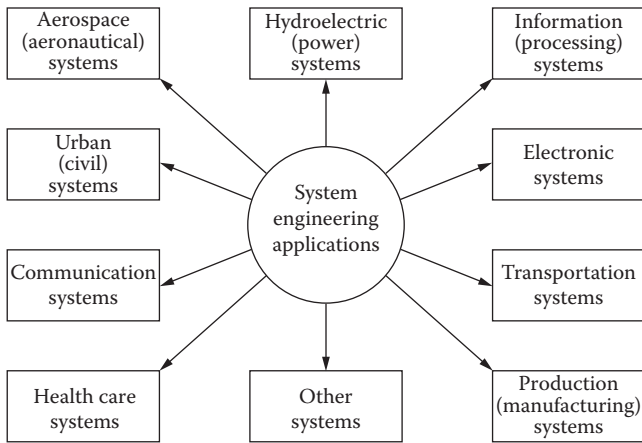 Aerospace
(aeronautical)
systems
Hydroelectric
(power)
systems
Information
(processing)
systems
Urban
(civil)
systems
System
engineering
applications
Electronic
systems
Communication
systems
Transportation
systems
Health care
systems
Other
systems
Production
(manufacturing)
systems